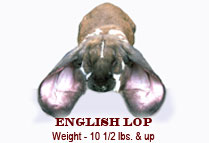 ENGLISH LOP
Weight - 10 1/2 lbs. & up